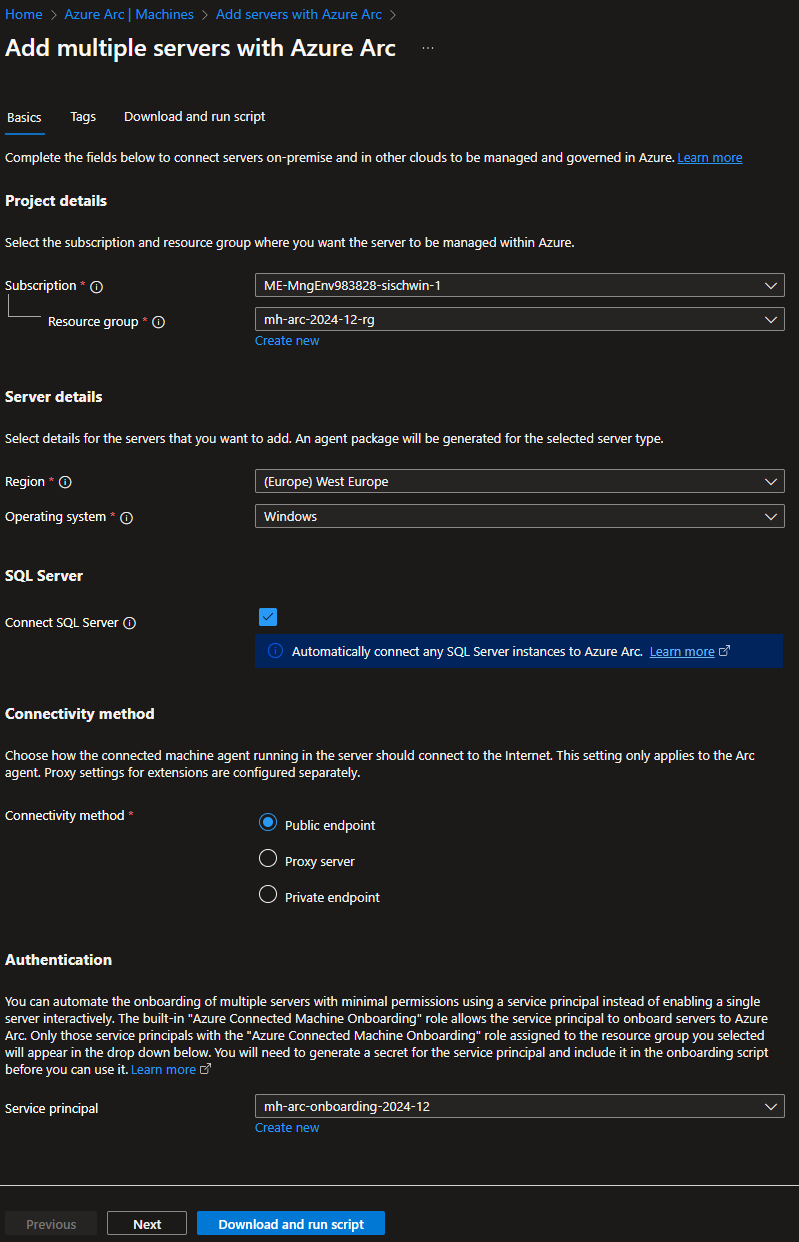 Home > Azure Arc | Machines > Add servers with Azure Arc >
Add multiple servers with Azure Arc ...
Basics Tags Download and run script
Complete the fields below to connect servers on-premise and in other clouds to be managed and governed in Azure. Learn more
Project details
Select the subscription and resource group where you want the server to be managed within Azure.
Subscription * ME-MngEnv983828-sischwin-1
Resource group * mh-arc-2024-12-rg
Create new
Server details
Select details for the servers that you want to add. An agent package will be generated for the selected server type.
Region * (Europe) West Europe
Operating system * Windows
SQL Server
Connect SQL Server
Automatically connect any SQL Server instances to Azure Arc. Learn more
Connectivity method
Choose how the connected machine agent running in the server should connect to the Internet. This setting only applies to the Arc
agent. Proxy settings for extensions are configured separately.
Connectivity method *
Public endpoint
Proxy server
Private endpoint
Authentication
You can automate the onboarding of multiple servers with minimal permissions using a service principal instead of enabling a single
server interactively. The built-in "Azure Connected Machine Onboarding" role allows the service principal to onboard servers to Azure
Arc. Only those service principals with the "Azure Connected Machine Onboarding" role assigned to the resource group you selected
will appear in the drop down below. You will need to generate a secret for the service principal and include it in the onboarding script
before you can use it. Learn more
Service principal mh-arc-onboarding-2024-12
Create new
Previous Next Download and run script